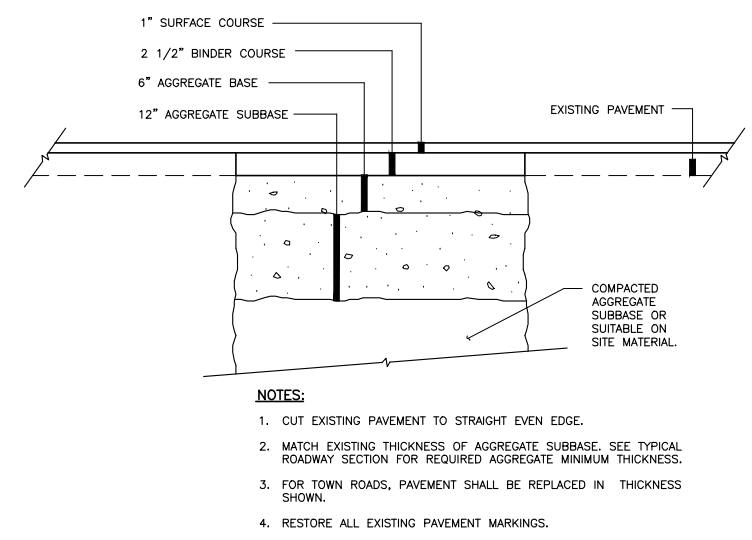 1" SURFACE COURSE
2 1/2" BINDER COURSE
6" AGGREGATE BASE
12" AGGREGATE SUBBASE
EXISTING PAVEMENT
COMPACTED
AGGREGATE
SUBBASE OR
SUITABLE ON
SITE MATERIAL.
NOTES:
1. CUT EXISTING PAVEMENT TO STRAIGHT EVEN EDGE.
2. MATCH EXISTING THICKNESS OF AGGREGATE SUBBASE. SEE TYPICAL
ROADWAY SECTION FOR REQUIRED AGGREGATE MINIMUM THICKNESS.
3. FOR TOWN ROADS, PAVEMENT SHALL BE REPLACED IN THICKNESS
SHOWN.
4. RESTORE ALL EXISTING PAVEMENT MARKINGS.